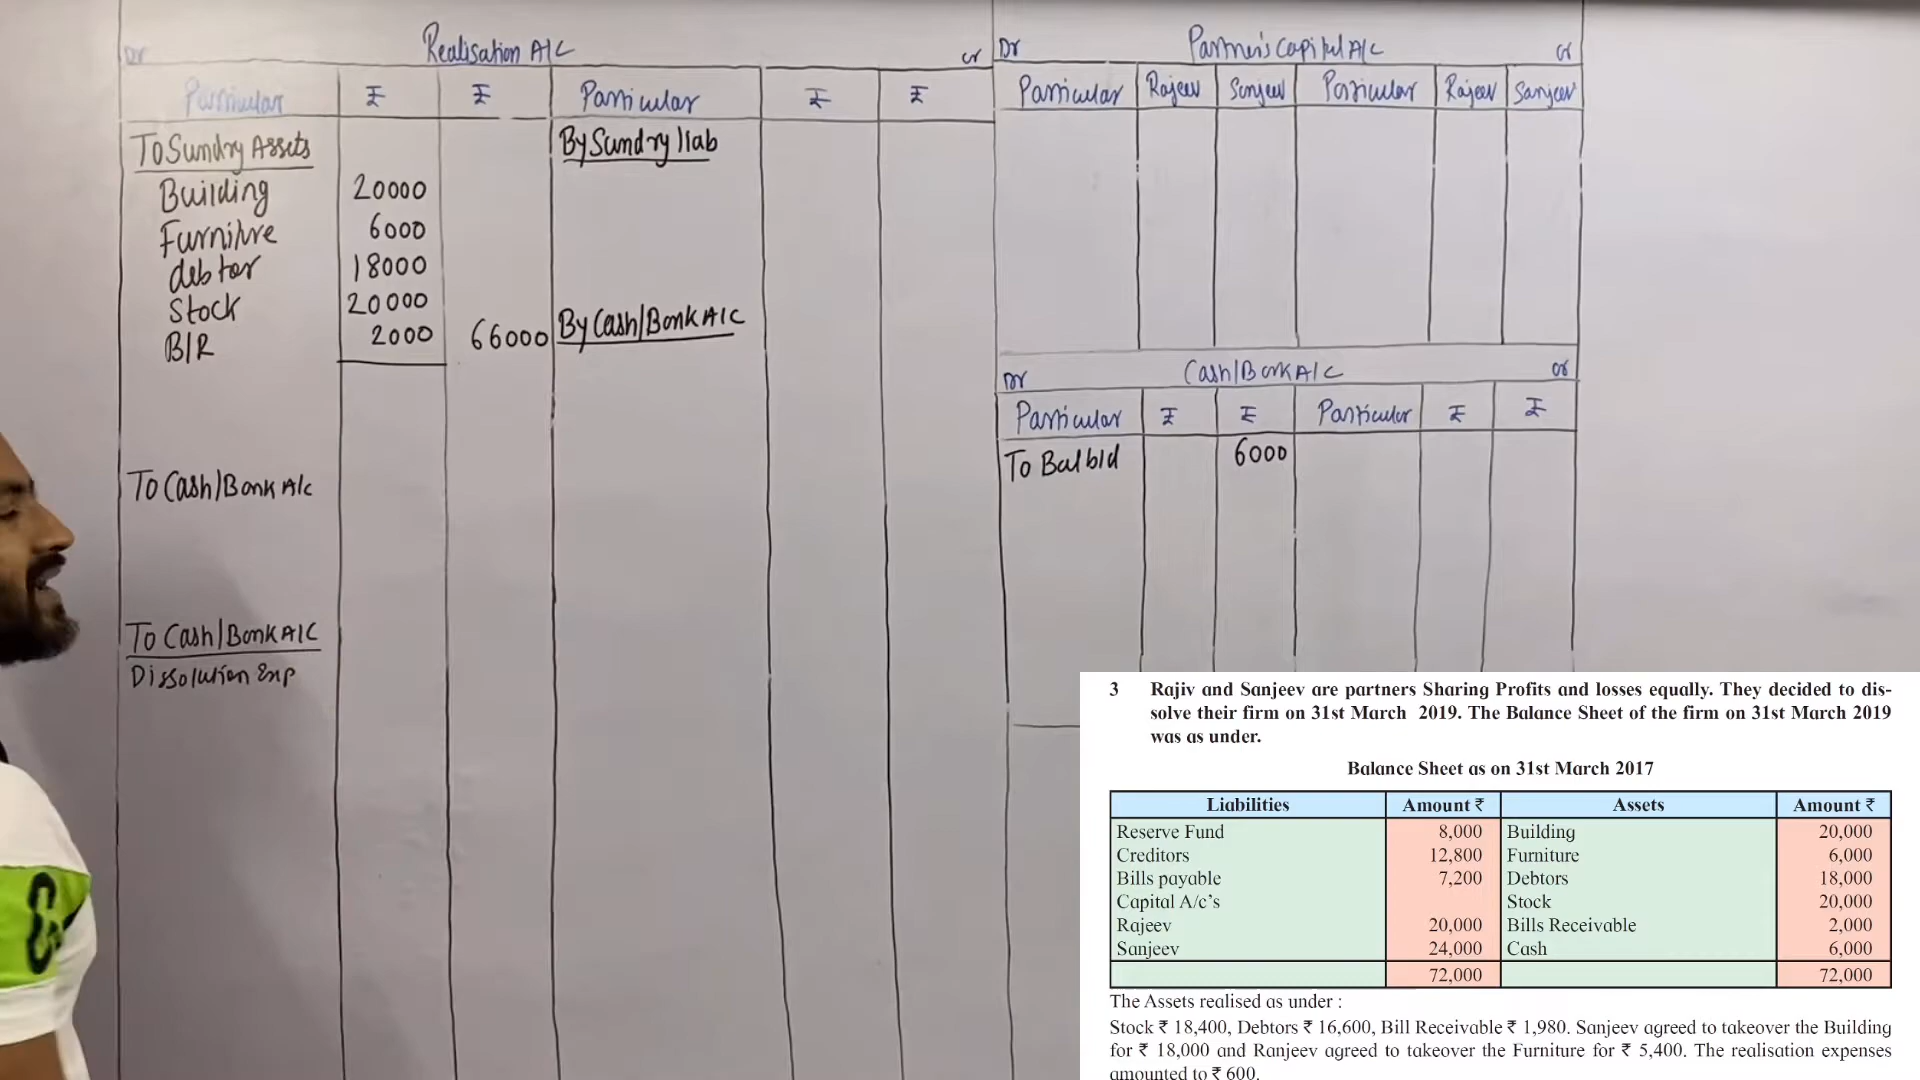 Dr Realisation A/C cr
Particular ₹ ₹ Particular ₹ ₹
To Sundry Assets By Sundry liab
Building 20000
Furniture 6000
debtor 18000
Stock 20000
B/R 2000 66000 By Cash/Bank A/C
To Cash/Bank A/c
To Cash/Bank A/C
Dissolution Exp
Dr Partner's Capital A/c cr
Particular Rajeev Sanjeev Particular Rajeev Sanjeev
Dr Cash/Bank A/C cr
Particular ₹ ₹ Particular ₹ ₹
To Bal b/d 6000
3 Rajiv and Sanjeev are partners Sharing Profits and losses equally. They decided to dis-
solve their firm on 31st March 2019. The Balance Sheet of the firm on 31st March 2019
was as under.
Balance Sheet as on 31st March 2017
Liabilities Amount ₹ Assets Amount ₹
Reserve Fund 8,000 Building 20,000
Creditors 12,800 Furniture 6,000
Bills payable 7,200 Debtors 18,000
Capital A/c's Stock 20,000
Rajeev 20,000 Bills Receivable 2,000
Sanjeev 24,000 Cash 6,000
72,000 72,000
The Assets realised as under :
Stock ₹ 18,400, Debtors ₹ 16,600, Bill Receivable ₹ 1,980. Sanjeev agreed to takeover the Building
for ₹ 18,000 and Ranjeev agreed to takeover the Furniture for ₹ 5,400. The realisation expenses
amounted to ₹ 600.